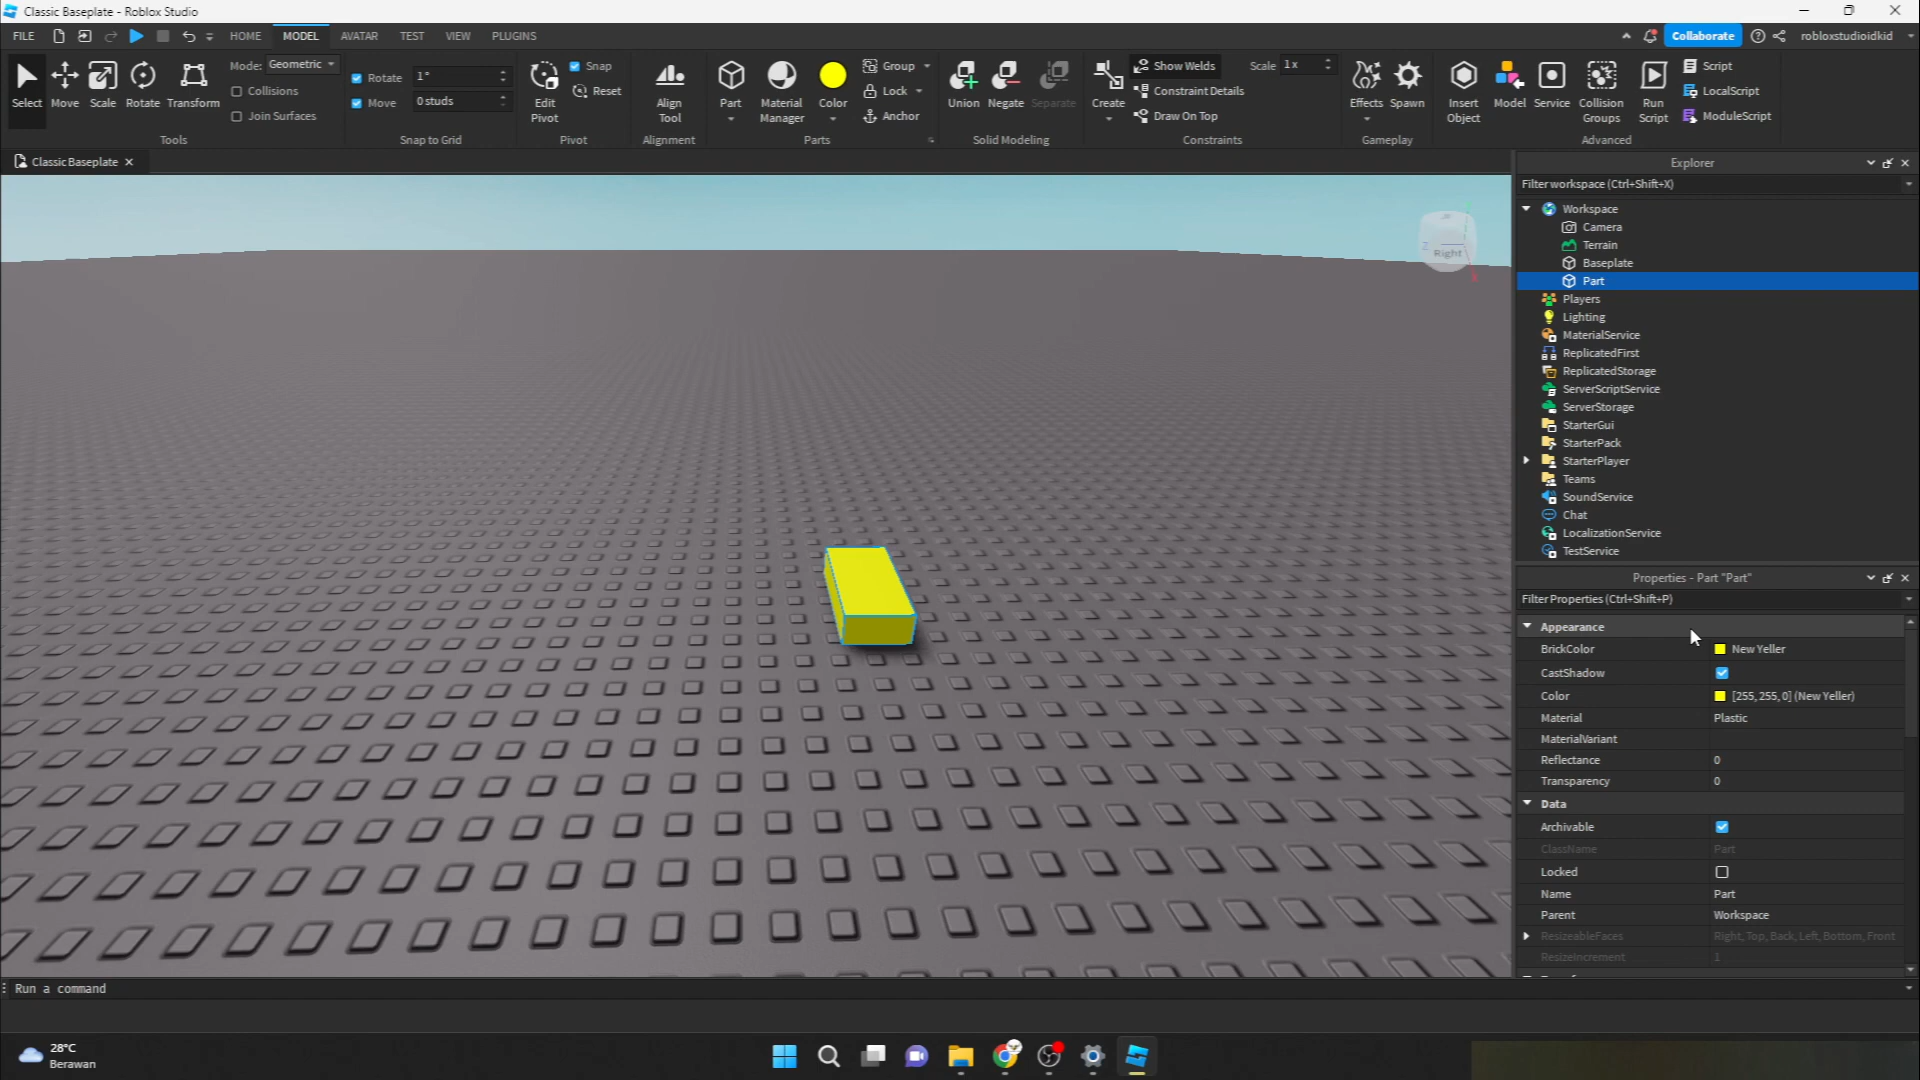 Classic Baseplate - Roblox Studio
FILE HOME MODEL AVATAR TEST VIEW PLUGINS Collaborate robloxstudioidkid
Select Move Scale Rotate Transform
Mode: Geometric
Collisions
Join Surfaces
Tools
Rotate 1°
Move 0 studs
Snap to Grid
Edit Pivot
Snap
Reset
Pivot
Align Tool
Alignment
Part Material Manager Color
Group
Lock
Anchor
Parts
Union Negate Separate
Solid Modeling
Create
Show Welds
Constraint Details
Draw On Top
Scale 1x
Constraints
Effects Spawn
Gameplay
Insert Object Model Service Collision Groups Run Script
Script
LocalScript
ModuleScript
Advanced
Classic Baseplate
Z Right
Explorer
Filter workspace (Ctrl+Shift+X)
Workspace
Camera
Terrain
Baseplate
Part
Players
Lighting
MaterialService
ReplicatedFirst
ReplicatedStorage
ServerScriptService
ServerStorage
StarterGui
StarterPack
StarterPlayer
Teams
SoundService
Chat
LocalizationService
TestService
Properties - Part "Part"
Filter Properties (Ctrl+Shift+P)
Appearance
BrickColor New Yeller
CastShadow
Color [255, 255, 0] (New Yeller)
Material Plastic
MaterialVariant
Reflectance 0
Transparency 0
Data
Archivable
ClassName Part
Locked
Name Part
Parent Workspace
ResizeableFaces Right, Top, Back, Left, Bottom, Front
ResizeIncrement 1
Run a command
28°C
Berawan